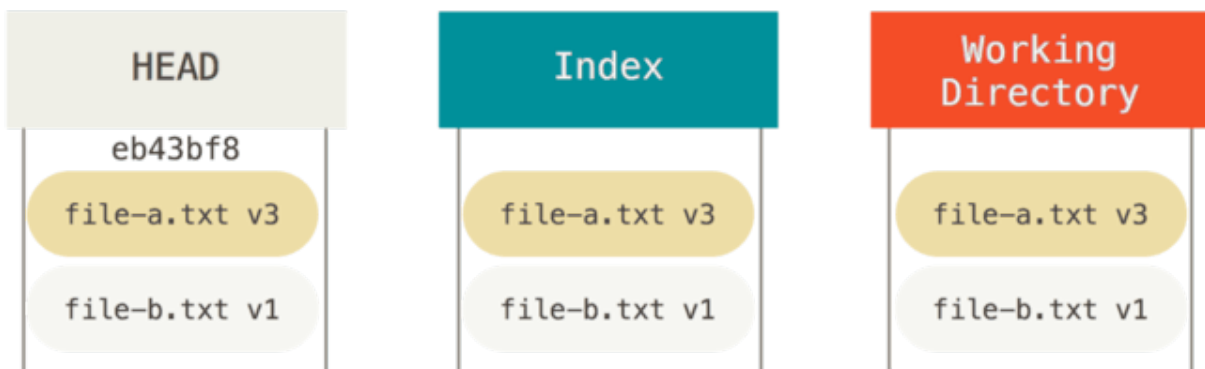 HEAD
Index
Working
Directory
eb43bf8
file-a.txt v3
file-a.txt v3
file-a.txt v3
file-b.txt v1
file-b.txt v1
file-b.txt v1